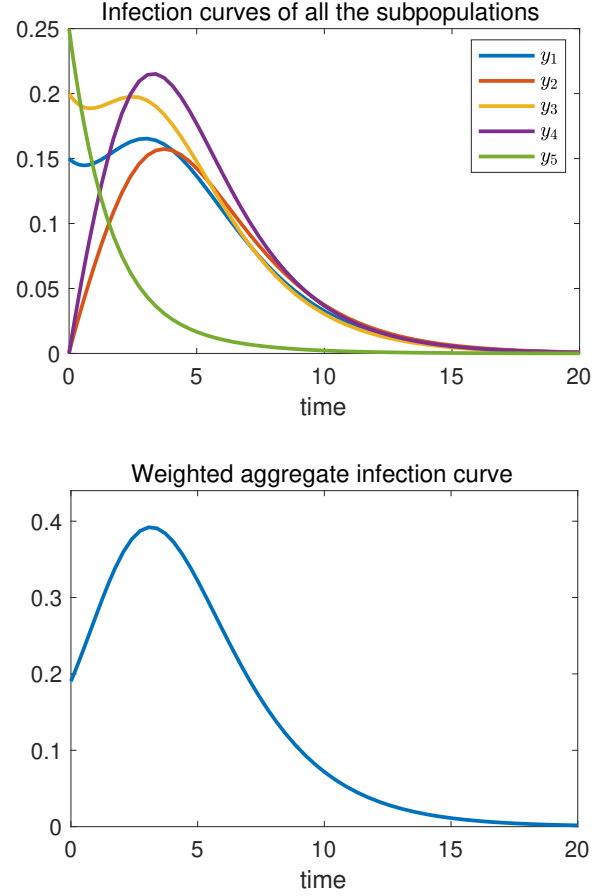 Infection curves of all the subpopulations
0.25
0.2
0.15
0.1
0.05
0
0 5 10 15 20
time
y1
y2
y3
y4
y5
Weighted aggregate infection curve
0.4
0.3
0.2
0.1
0
0 5 10 15 20
time